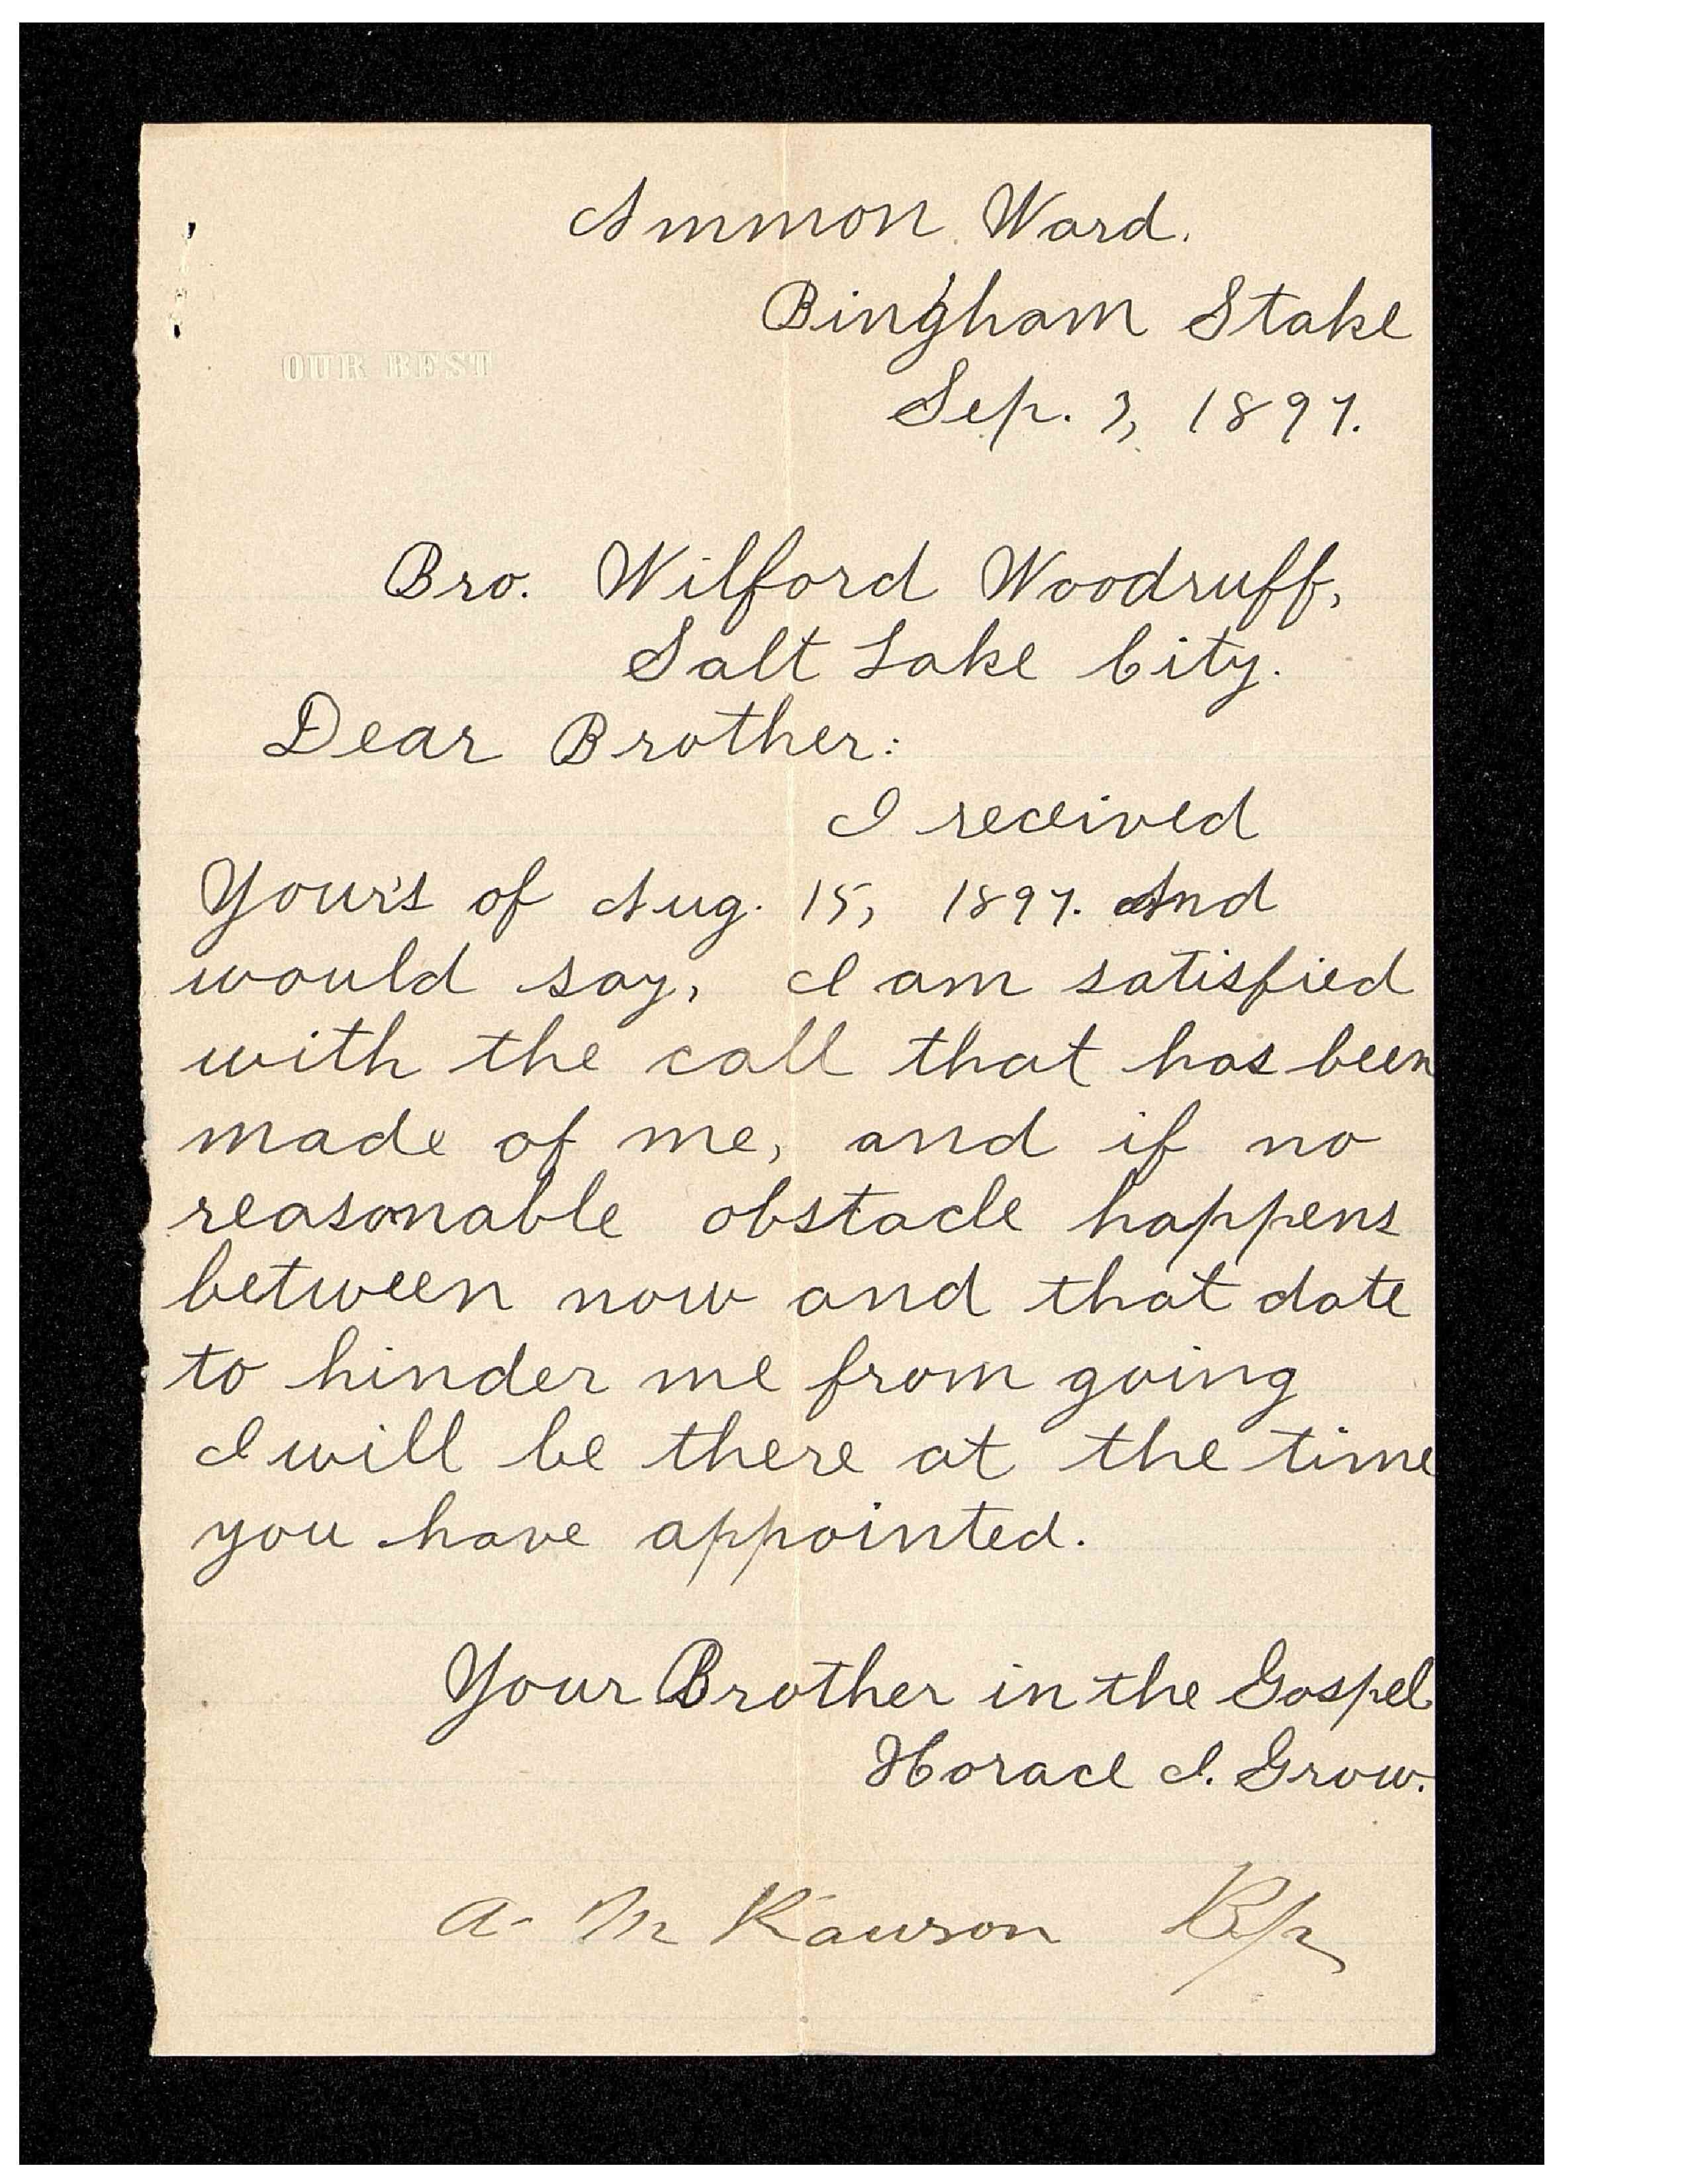 Ammon Ward.
Bingham Stake
OUR BEST
Sep. 3, 1897.
Bro. Wilford Woodruff,
Salt Lake City.
Dear Brother:
I received
Your's of Aug. 15, 1897. And
would say, I am satisfied
with the call that has been
made of me, and if no
reasonable obstacle happens
between now and that date
to hinder me from going
I will be there at the time
you have appointed.
Your Brother in the Gospel
Horace I. Grow.
A. M Rawson Bp